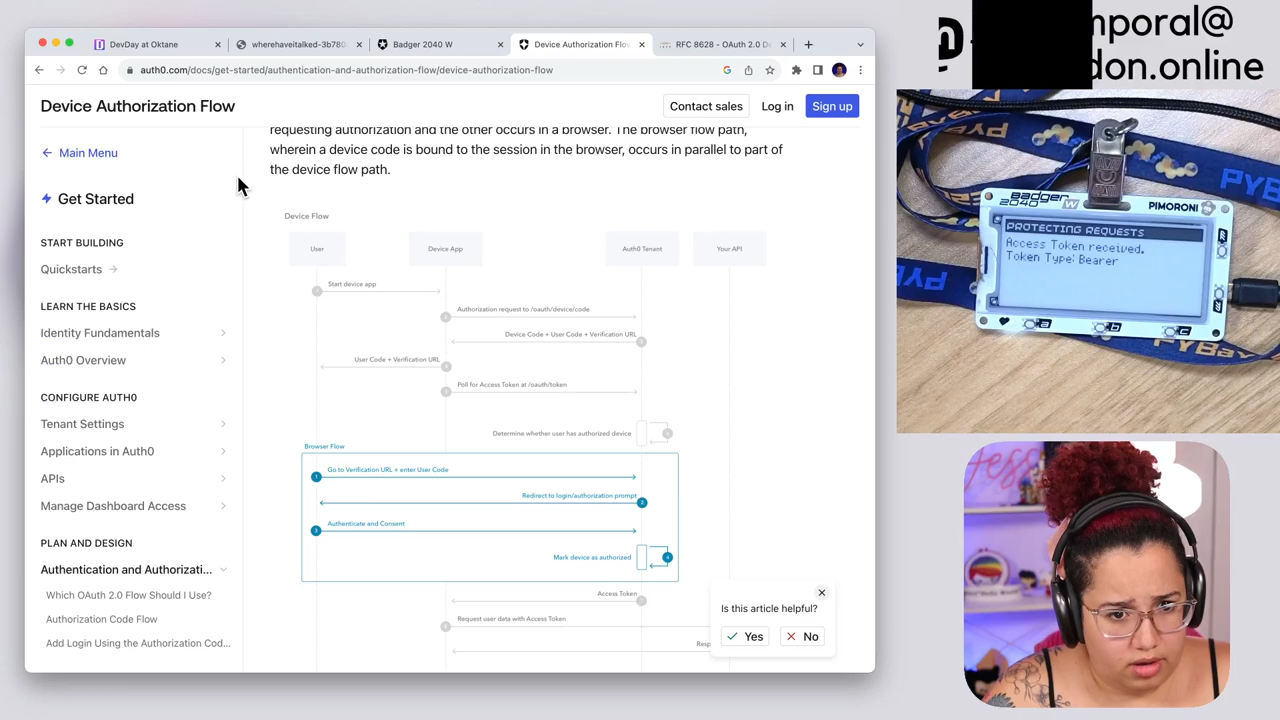 DevDay at Oktane
wherehaveitalked-3b780
Badger 2040 W
Device Authorization Flow
RFC 8628 - OAuth 2.0 De
auth0.com/docs/get-started/authentication-and-authorization-flow/device-authorization-flow
Device Authorization Flow
Contact sales
Log in
Sign up
Main Menu
Get Started
START BUILDING
Quickstarts
LEARN THE BASICS
Identity Fundamentals
Auth0 Overview
CONFIGURE AUTH0
Tenant Settings
Applications in Auth0
APIs
Manage Dashboard Access
PLAN AND DESIGN
Authentication and Authorizati...
Which OAuth 2.0 Flow Should I Use?
Authorization Code Flow
Add Login Using the Authorization Cod...
requesting authorization and the other occurs in a browser. The browser flow path,
wherein a device code is bound to the session in the browser, occurs in parallel to part of
the device flow path.
Device Flow
User
Device App
Auth0 Tenant
Your API
Start device app
Authorization request to /oauth/device/code
Device Code + User Code + Verification URL
User Code + Verification URL
Poll for Access Token at /oauth/token
Determine whether user has authorized device
Browser Flow
1
Go to Verification URL + enter User Code
Redirect to login/authorization prompt
2
3
Authenticate and Consent
Mark device as authorized
4
Access Token
Request user data with Access Token
Resp
Is this article helpful?
Yes
No
mporal@
don.online
Badger
2040 W
PIMORONI
PROTECTING REQUESTS
Access Token received.
Token Type: Bearer
a
b
c
PYBay